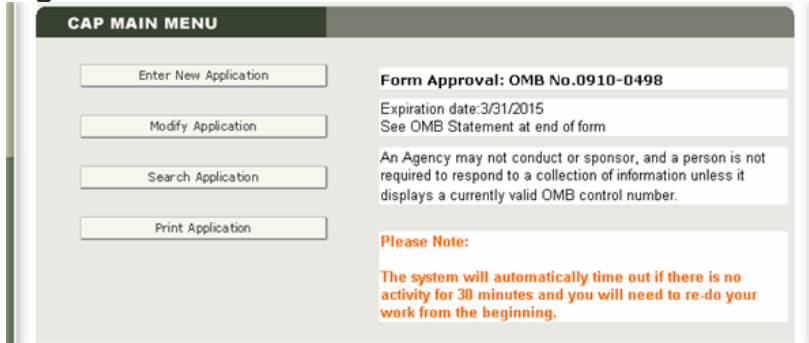 CAP MAIN MENU
Enter New Application
Modify Application
Search Application
Print Application
Form Approval: OMB No.0910-0498
Expiration date:3/31/2015
See OMB Statement at end of form
An Agency may not conduct or sponsor, and a person is not
required to respond to a collection of information unless it
displays a currently valid OMB control number.
Please Note:
The system will automatically time out if there is no
activity for 30 minutes and you will need to re-do your
work from the beginning.